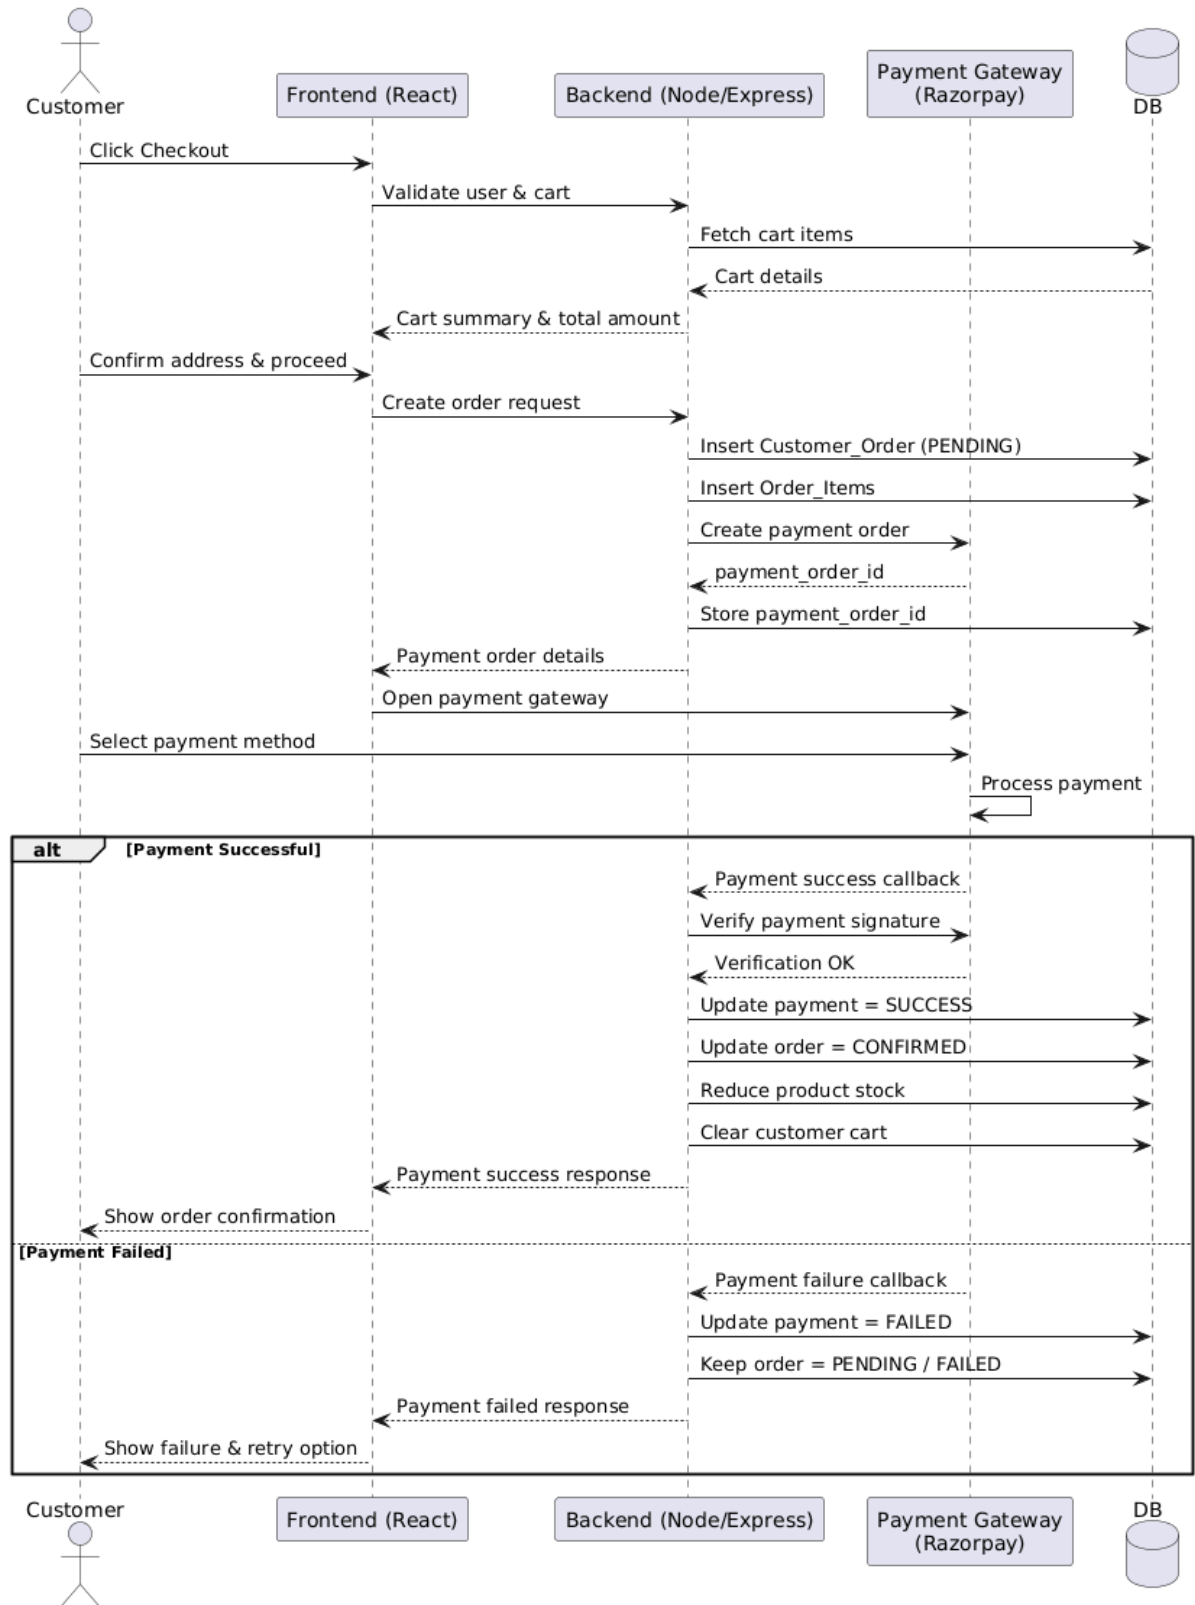 Customer
Frontend (React)
Backend (Node/Express)
Payment Gateway
(Razorpay)
DB
Click Checkout
Validate user & cart
Fetch cart items
Cart details
Cart summary & total amount
Confirm address & proceed
Create order request
Insert Customer_Order (PENDING)
Insert Order_Items
Create payment order
payment_order_id
Store payment_order_id
Payment order details
Open payment gateway
Select payment method
Process payment
alt [Payment Successful]
Payment success callback
Verify payment signature
Verification OK
Update payment = SUCCESS
Update order = CONFIRMED
Reduce product stock
Clear customer cart
Payment success response
Show order confirmation
[Payment Failed]
Payment failure callback
Update payment = FAILED
Keep order = PENDING / FAILED
Payment failed response
Show failure & retry option
Customer
Frontend (React)
Backend (Node/Express)
Payment Gateway
(Razorpay)
DB